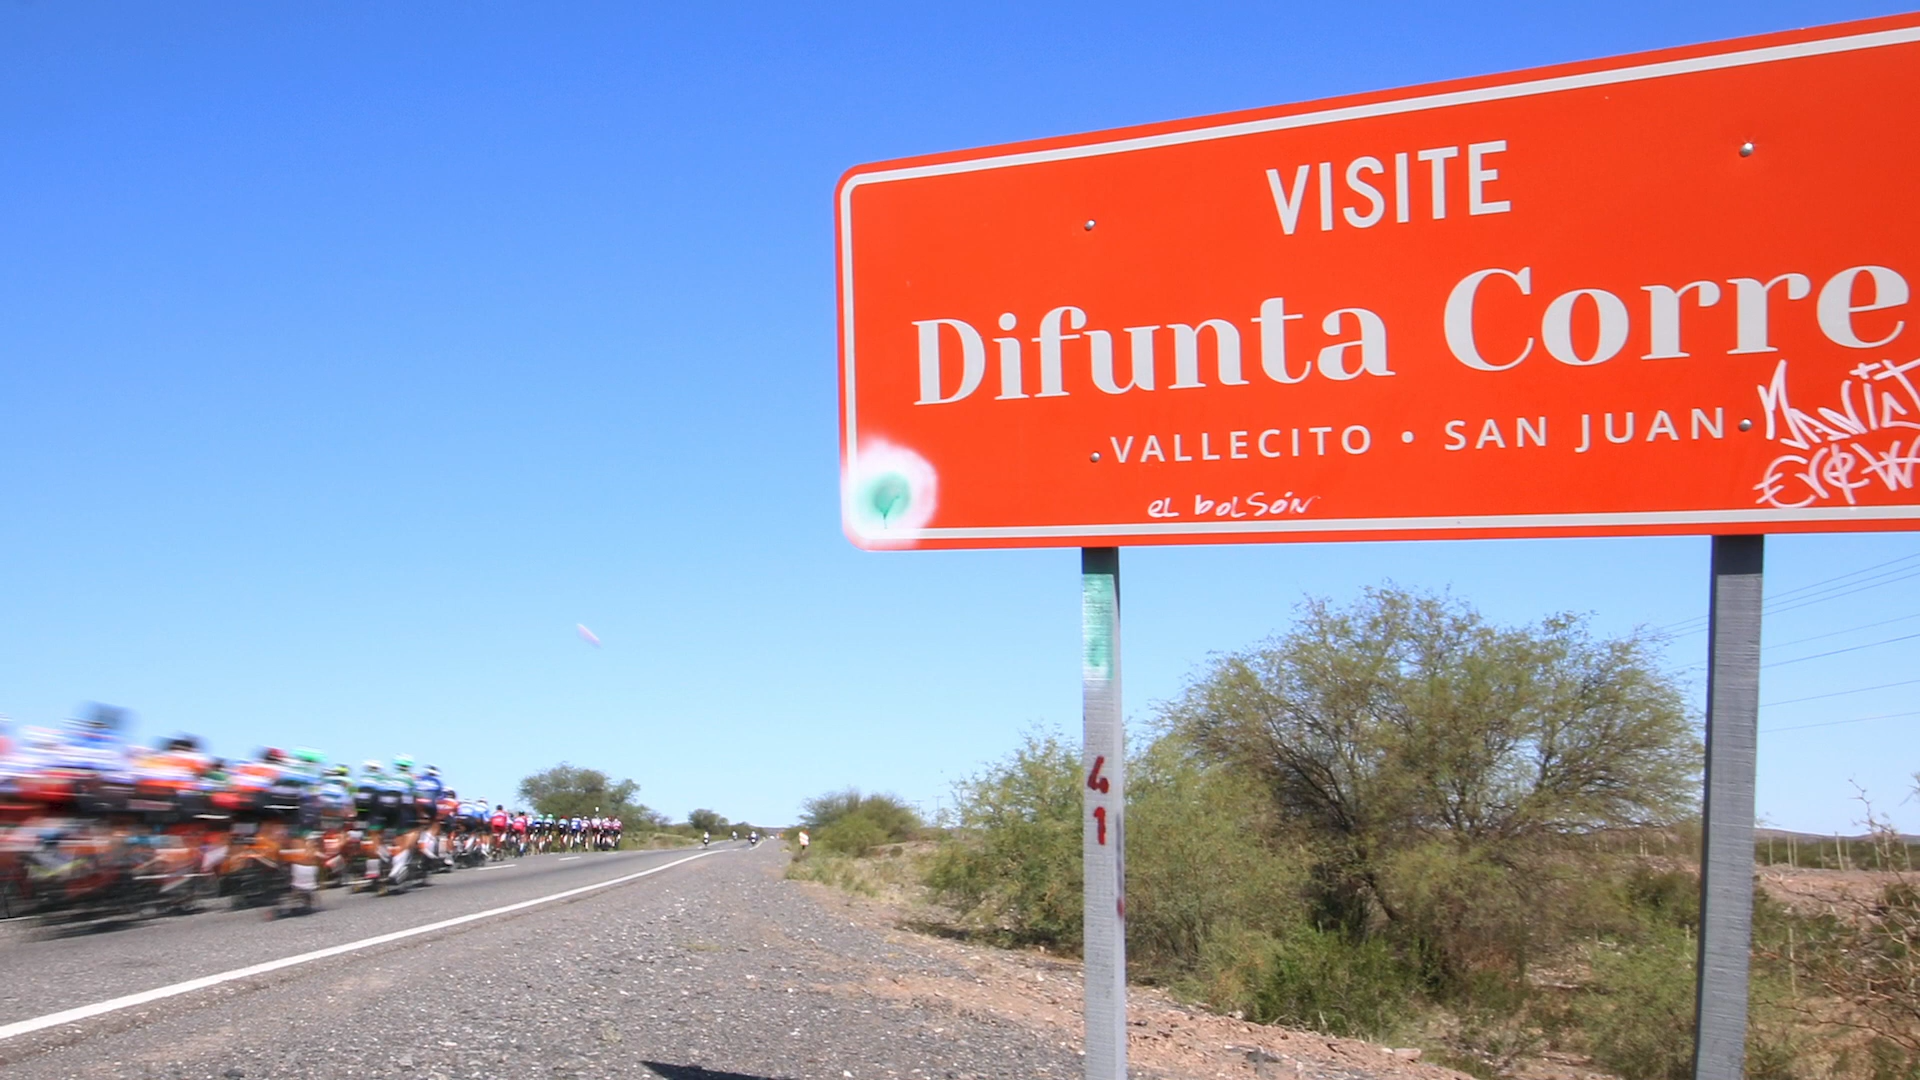 VISITE
Difunta Corre
VALLECITO • SAN JUAN
el bolsón
41